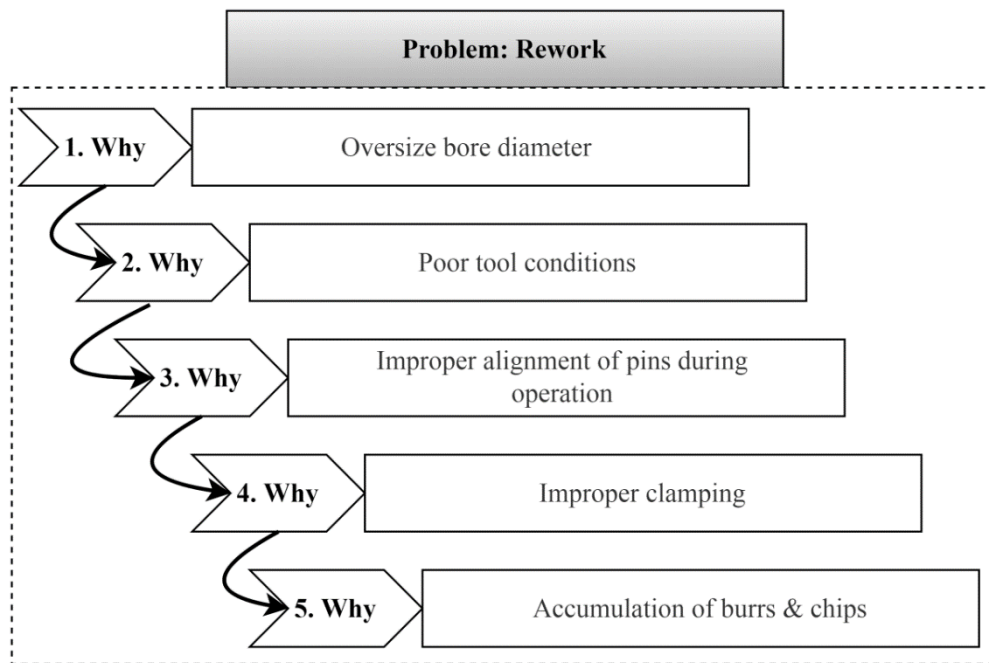 Problem: Rework
1. Why
Oversize bore diameter
2. Why
Poor tool conditions
3. Why
Improper alignment of pins during
operation
4. Why
Improper clamping
5. Why
Accumulation of burrs & chips